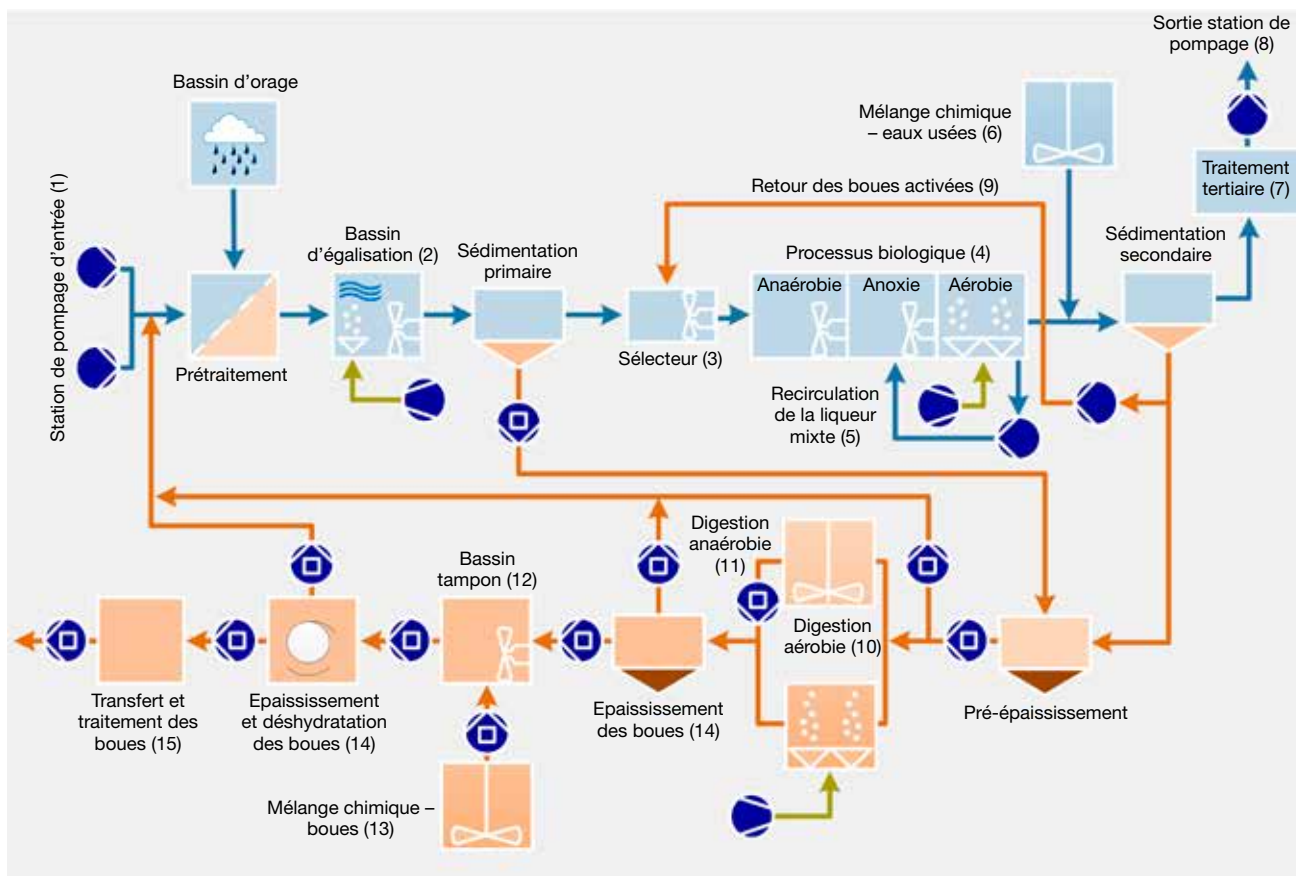 Sortie station de
pompage (8)
Bassin d'orage
Mélange chimique
– eaux usées (6)
Traitement
tertiaire (7)
Station de pompage d'entrée (1)
Retour des boues activées (9)
Bassin
d'égalisation (2)
Sédimentation
primaire
Processus biologique (4)
Sédimentation
secondaire
Anaérobie
Anoxie
Aérobie
Prétraitement
Sélecteur (3)
Recirculation
de la liqueur
mixte (5)
Digestion
anaérobie
(11)
Bassin
tampon (12)
Digestion
aérobie (10)
Transfert et
traitement des
boues (15)
Epaississement
et déshydratation
des boues (14)
Epaississement
des boues (14)
Pré-épaississement
Mélange chimique –
boues (13)